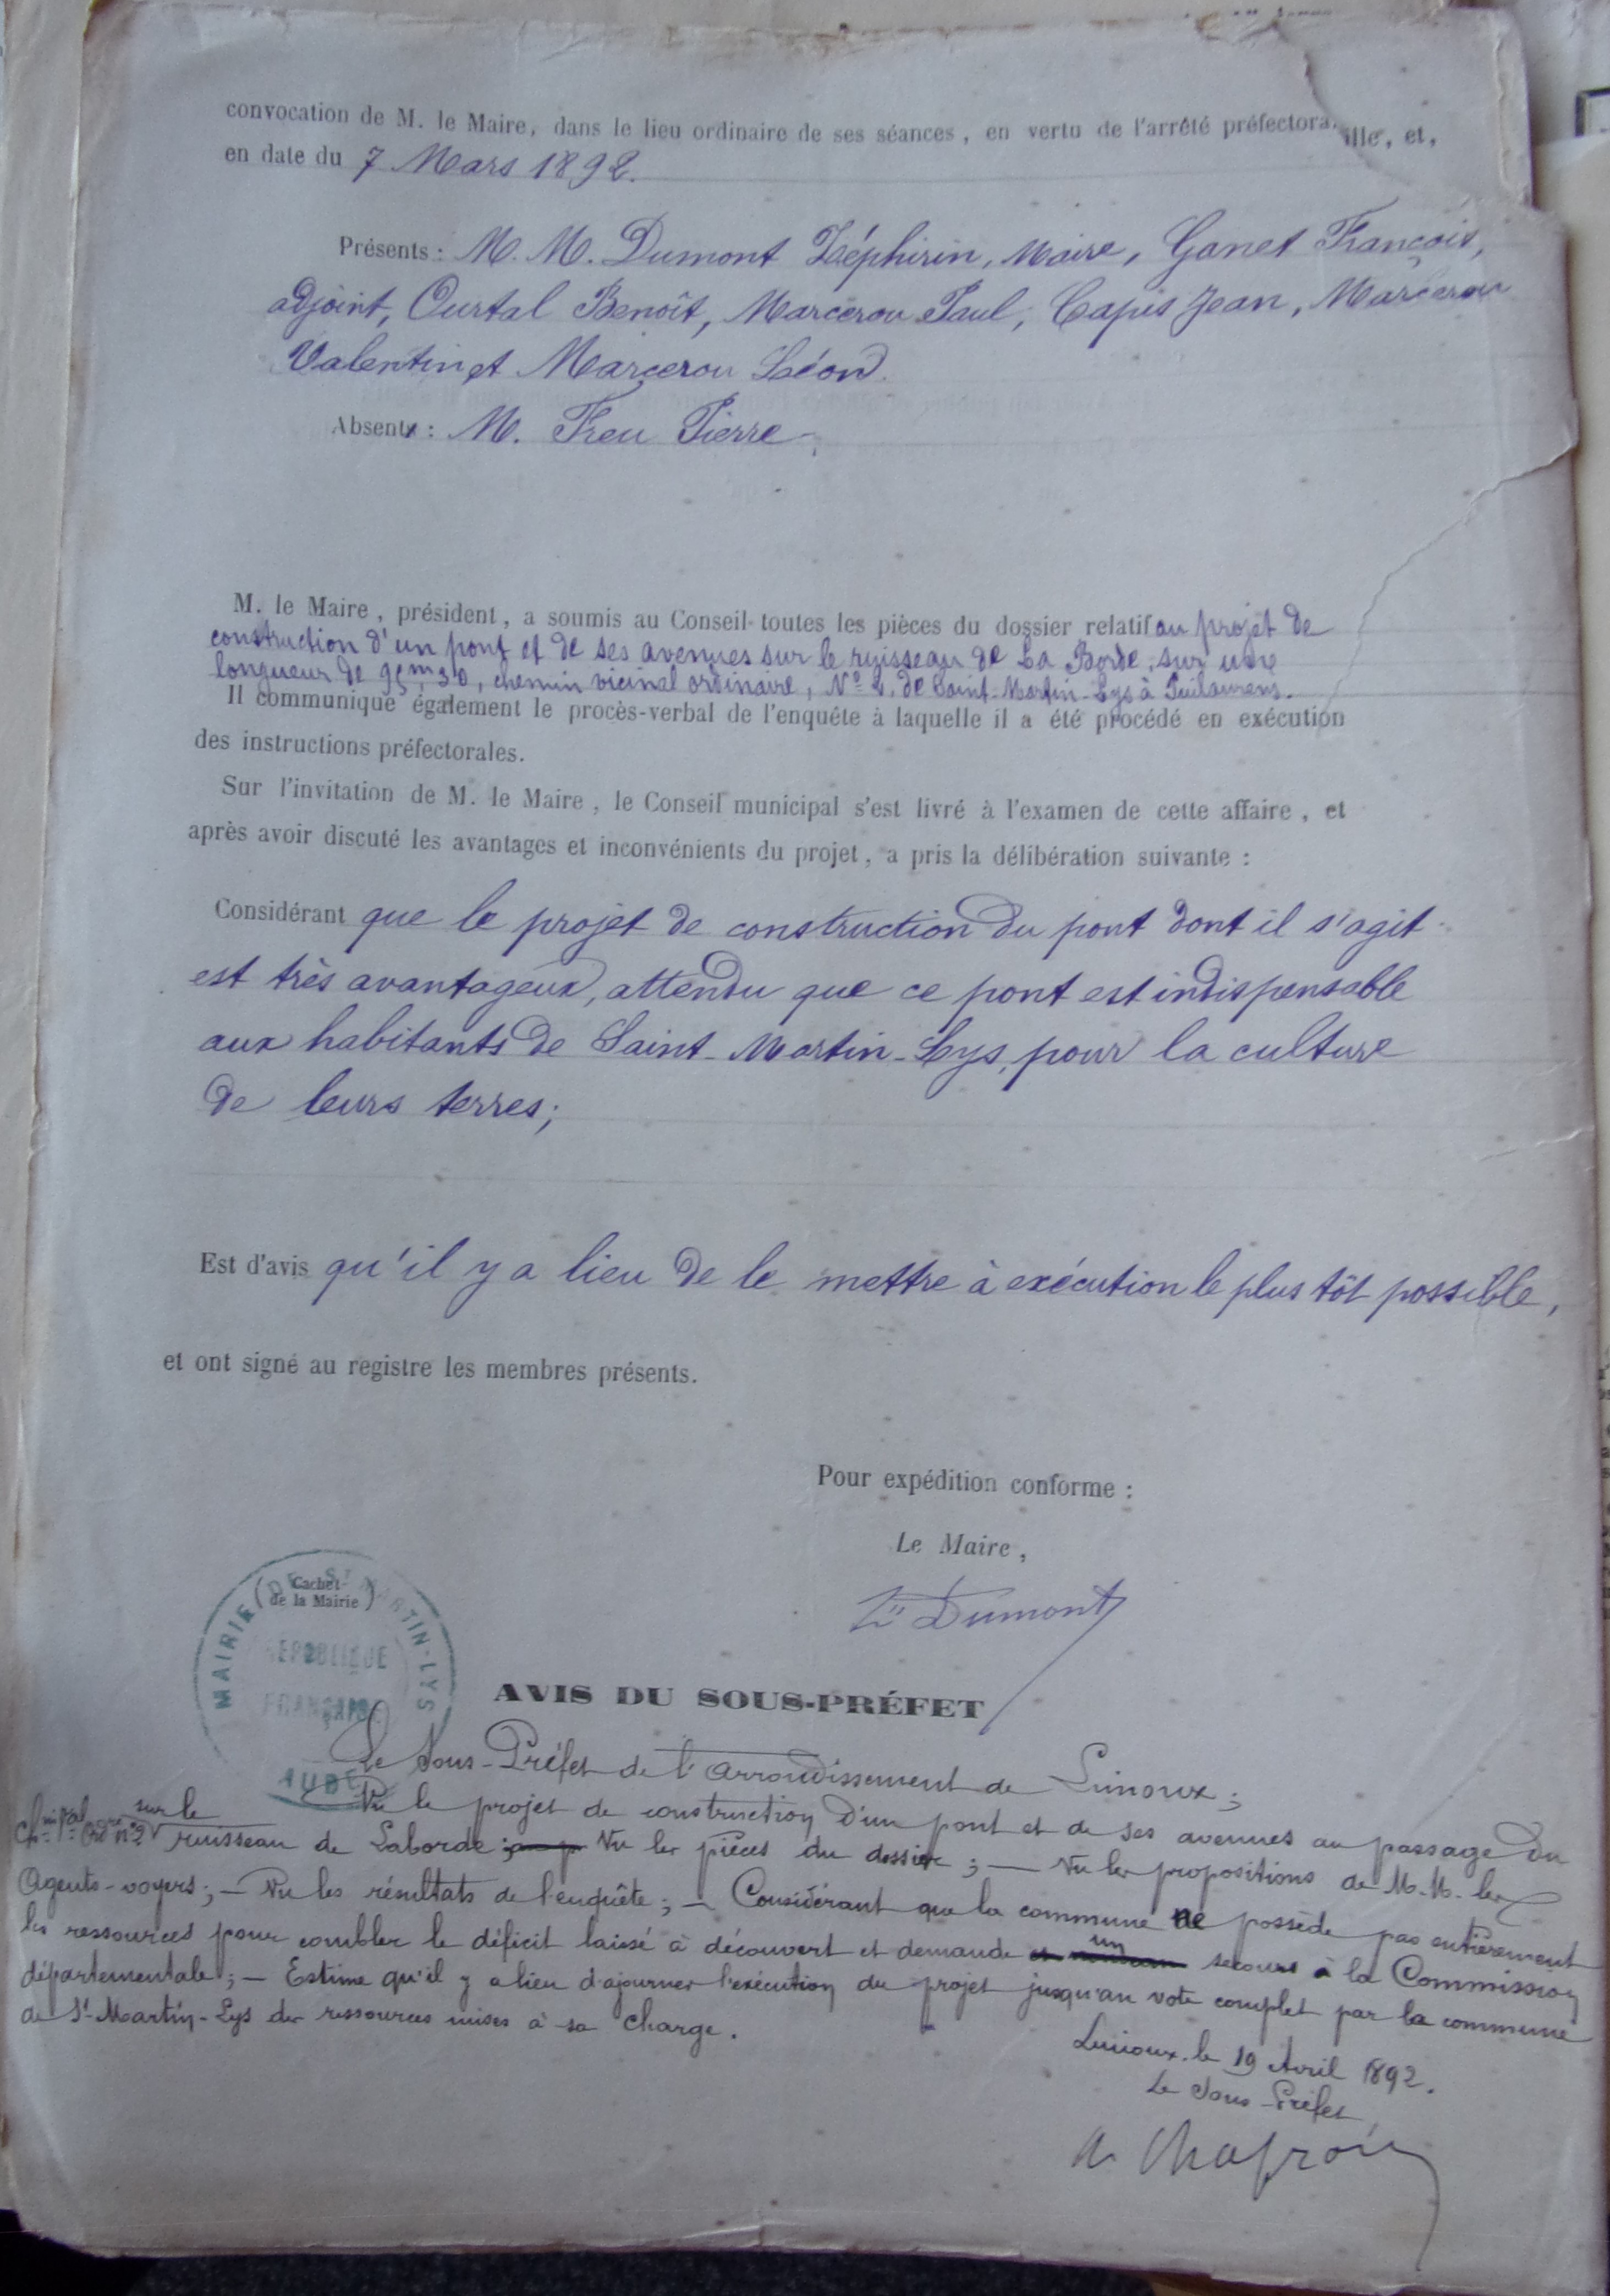 convocation de M. le Maire, dans le lieu ordinaire de ses séances, en vertu de l'arrêté préfectora
ille, et,
en date du 7 Mars 1892.
Présents : M. M. Dumont Zéphirin, Maire, Ganet François,
adjoint, Ourtal Benoît, Marcerou Paul, Capis Jean, Marcerou
Valentin et Marcerou Léon.
Absents : M. Freu Pierre.
M. le Maire, président, a soumis au Conseil toutes les pièces du dossier relatif au projet de
construction d'un pont et de ses avenues sur le ruisseau de La Borde, sur une
longueur de 95m,30, chemin vicinal ordinaire, Nº 2, de Saint-Martin-Lys à Puilaurens.
Il communique également le procès-verbal de l'enquête à laquelle il a été procédé en exécution
des instructions préfectorales.
Sur l'invitation de M. le Maire, le Conseil municipal s'est livré à l'examen de cette affaire, et
après avoir discuté les avantages et inconvénients du projet, a pris la délibération suivante :
Considérant que le projet de construction du pont dont il s'agit
est très avantageux, attendu que ce pont est indispensable
aux habitants de Saint-Martin-Lys, pour la culture
de leurs terres;
Est d'avis qu'il y a lieu de le mettre à exécution le plus tôt possible,
et ont signé au registre les membres présents.
Pour expédition conforme :
Le Maire,
Zin Dumont
(Cachet
de la Mairie)
MAIRIE DE ST MARTIN-LYS
REPUBLIQUE
FRANÇAISE
AUDE
AVIS DU SOUS-PRÉFET
Le Sous-Préfet de l'arrondissement de Limoux;
Vu le projet de construction d'un pont et de ses avenues au passage du
chin val Ordre nº2 sur le ruisseau de Laborde; Vu les pièces du dossier; — Vu les propositions de M.M. les
Agents-voyers; — Vu les résultats de l'enquête; — Considérant que la commune ne possède pas entièrement
les ressources pour combler le déficit laissé à découvert et demande un secours à la Commission
départementale; — Estime qu'il y a lieu d'ajourner l'exécution du projet jusqu'au vote complet par la commune
de St-Martin-Lys des ressources mises à sa charge.
Limoux, le 19 Avril 1892.
Le Sous-Préfet